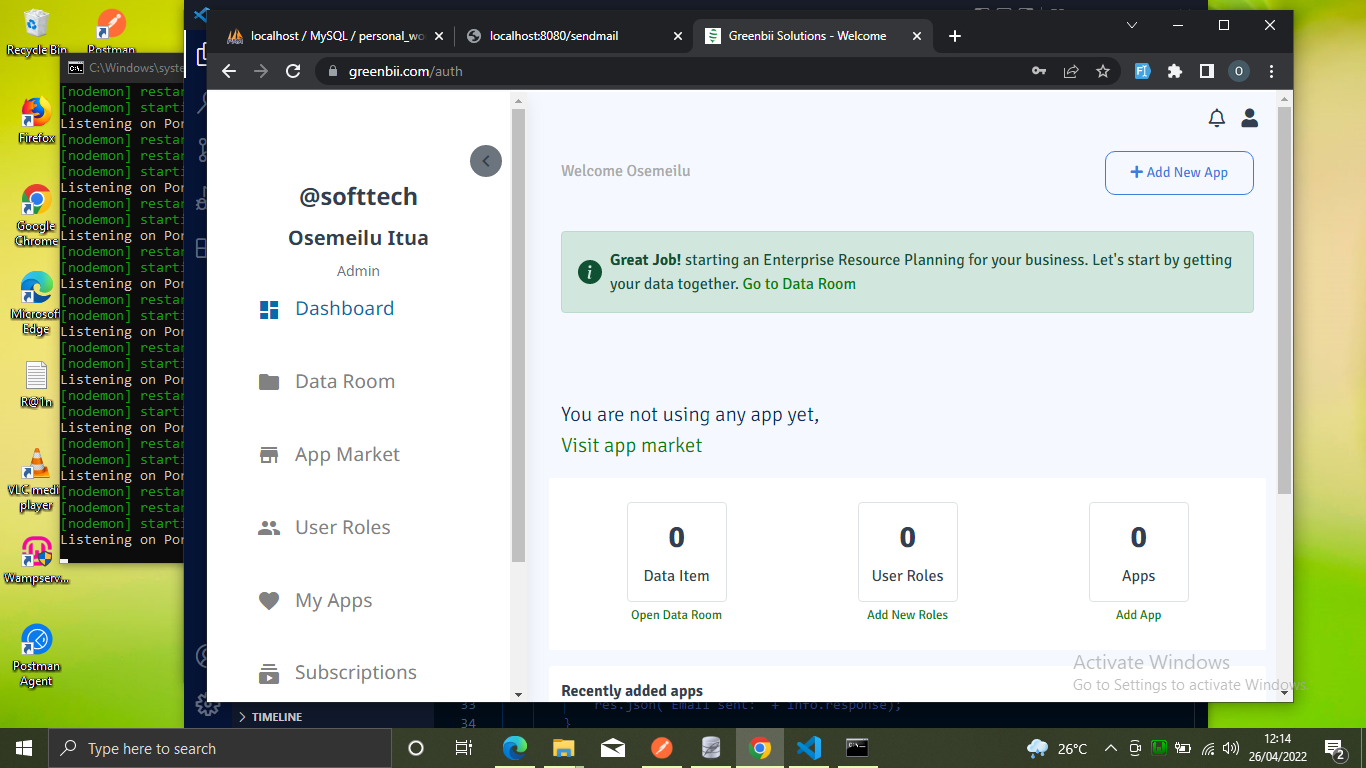 Recycle Bin
Postman
Firefox
Google
Chrome
Microsoft
Edge
R@1n
VLC media
player
Wampserv...
Postman
Agent
C:\Windows\syste
[nodemon] restar
[nodemon] starti
Listening on Por
[nodemon] restar
[nodemon] restar
[nodemon] starti
Listening on Por
[nodemon] restar
[nodemon] starti
Listening on Por
[nodemon] restar
[nodemon] starti
Listening on Por
[nodemon] restar
[nodemon] starti
Listening on Por
[nodemon] restar
[nodemon] starti
Listening on Por
[nodemon] restar
[nodemon] starti
Listening on Por
[nodemon] restar
[nodemon] starti
Listening on Por
[nodemon] restar
[nodemon] restar
[nodemon] starti
Listening on Por
localhost / MySQL / personal_wo
localhost:8080/sendmail
Greenbii Solutions - Welcome
greenbii.com/auth
O
@softtech
Osemeilu Itua
Admin
Dashboard
Data Room
App Market
User Roles
My Apps
Subscriptions
Welcome Osemeilu
Add New App
Great Job! starting an Enterprise Resource Planning for your business. Let's start by getting
your data together. Go to Data Room
You are not using any app yet,
Visit app market
0
Data Item
Open Data Room
0
User Roles
Add New Roles
0
Apps
Add App
Recently added apps
Activate Windows
Go to Settings to activate Windows.
33 res.json('Email sent: ' + info.response);
34 }
TIMELINE
Type here to search
26°C
12:14
26/04/2022
2